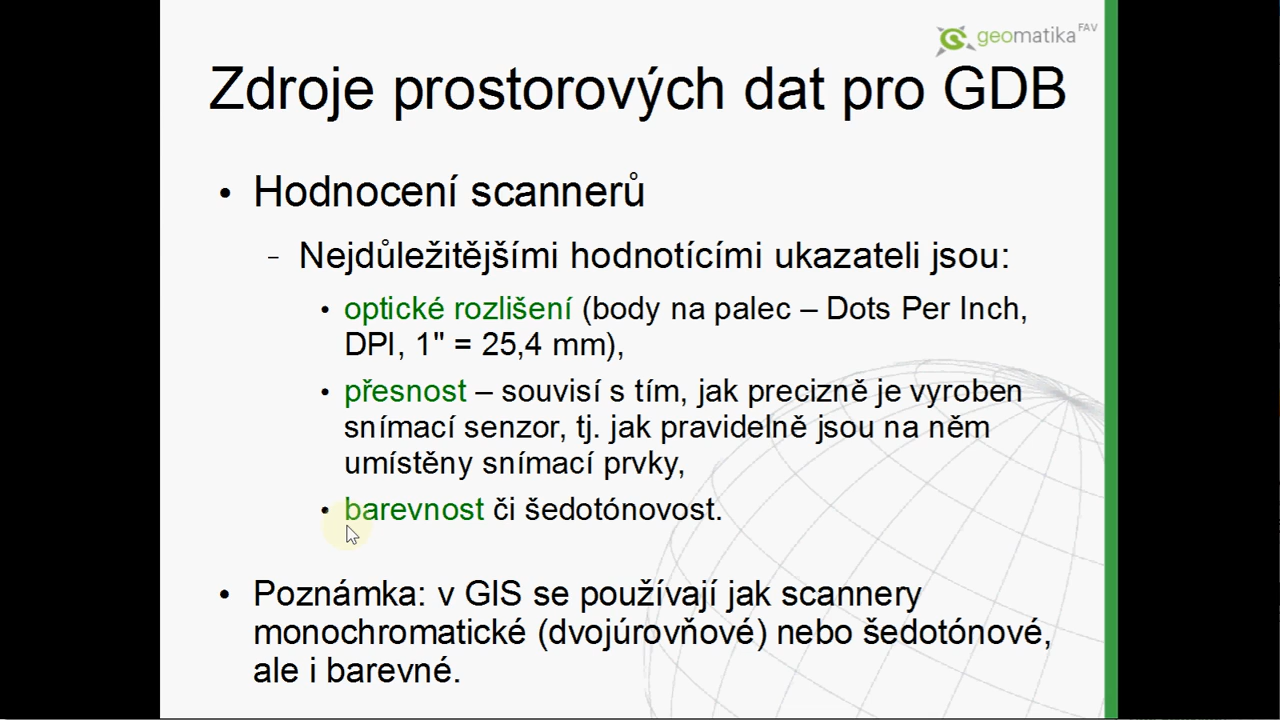 geomatika FAV
Zdroje prostorových dat pro GDB
• Hodnocení scannerů
– Nejdůležitějšími hodnotícími ukazateli jsou:
• optické rozlišení (body na palec – Dots Per Inch,
DPI, 1" = 25,4 mm),
• přesnost – souvisí s tím, jak precizně je vyroben
snímací senzor, tj. jak pravidelně jsou na něm
umístěny snímací prvky,
• barevnost či šedotónovost.
• Poznámka: v GIS se používají jak scannery
monochromatické (dvojúrovňové) nebo šedotónové,
ale i barevné.